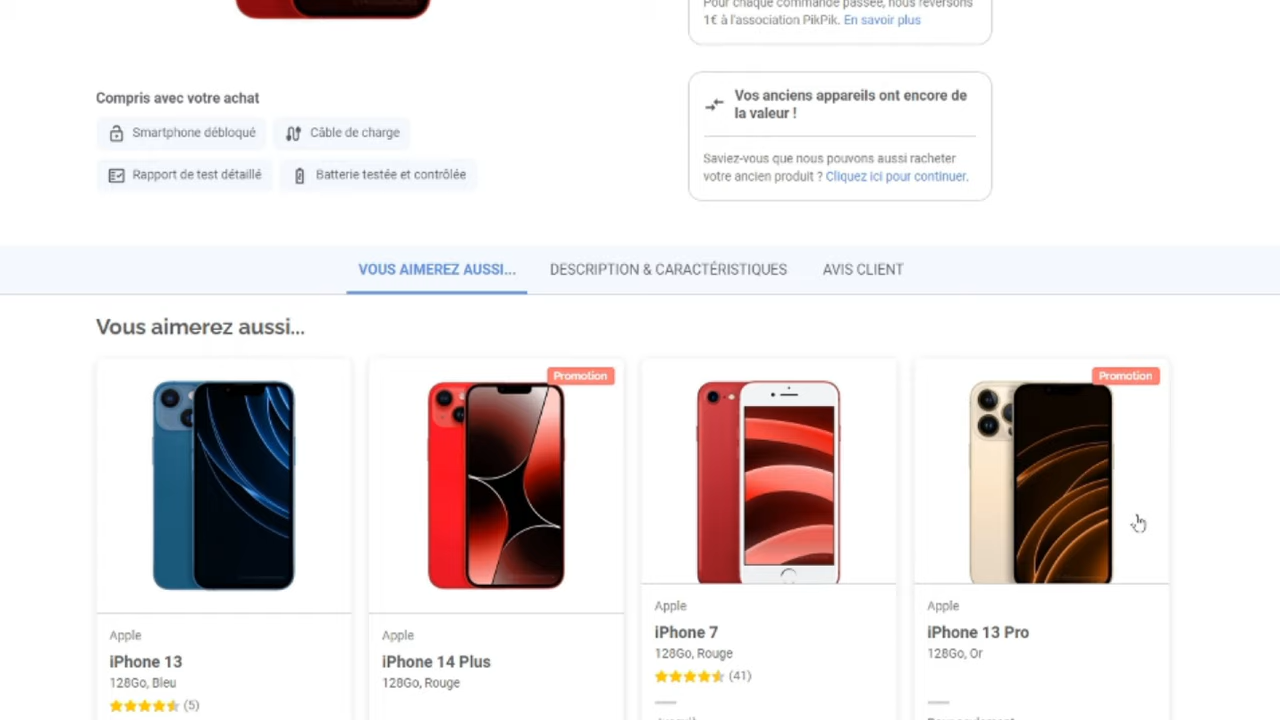 Pour chaque commande passée, nous reversons
1€ à l'association PikPik. En savoir plus
Compris avec votre achat
Smartphone débloqué
Câble de charge
Rapport de test détaillé
Batterie testée et contrôlée
Vos anciens appareils ont encore de
la valeur !
Saviez-vous que nous pouvons aussi racheter
votre ancien produit ? Cliquez ici pour continuer.
VOUS AIMEREZ AUSSI...
DESCRIPTION & CARACTÉRISTIQUES
AVIS CLIENT
Vous aimerez aussi...
Apple
iPhone 13
128Go, Bleu
(5)
Promotion
Apple
iPhone 14 Plus
128Go, Rouge
Apple
iPhone 7
128Go, Rouge
(41)
Promotion
Apple
iPhone 13 Pro
128Go, Or